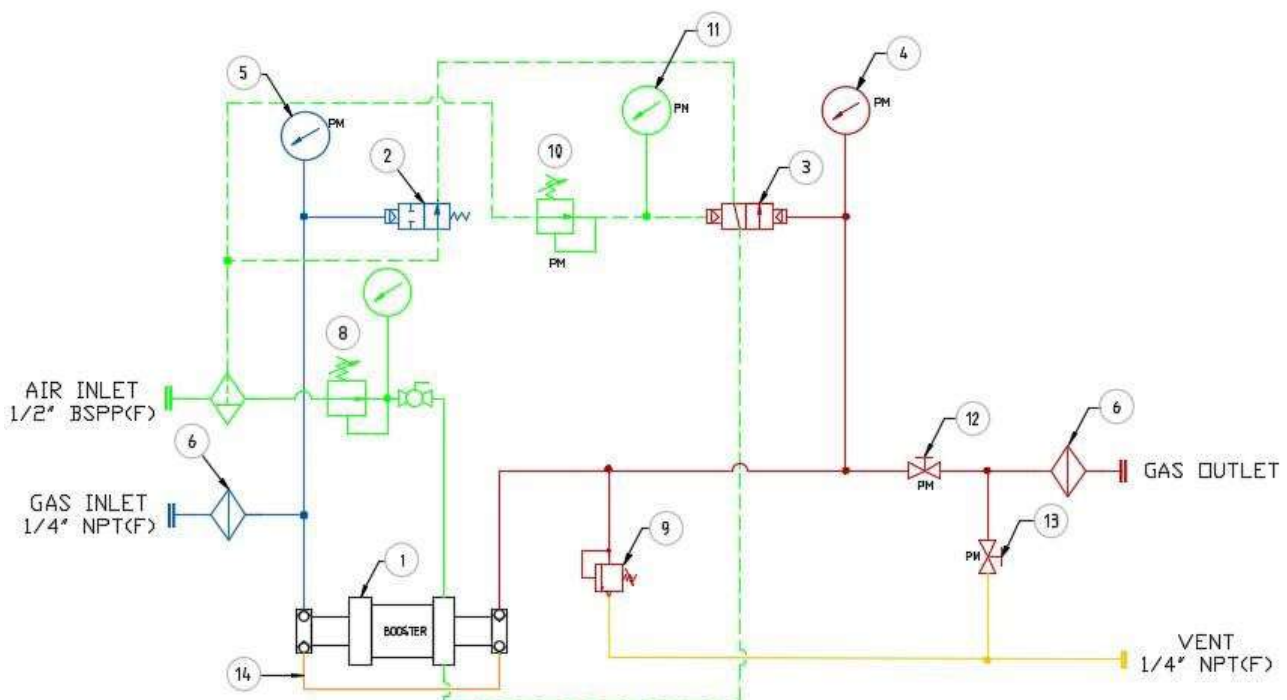 11
5
4
PM
PM
PM
2
10
3
PM
8
AIR INLET
1/2" BSPP(F)
6
12
6
GAS OUTLET
GAS INLET
1/4" NPT(F)
PM
9
13
PM
1
BOOSTER
VENT
1/4" NPT(F)
14